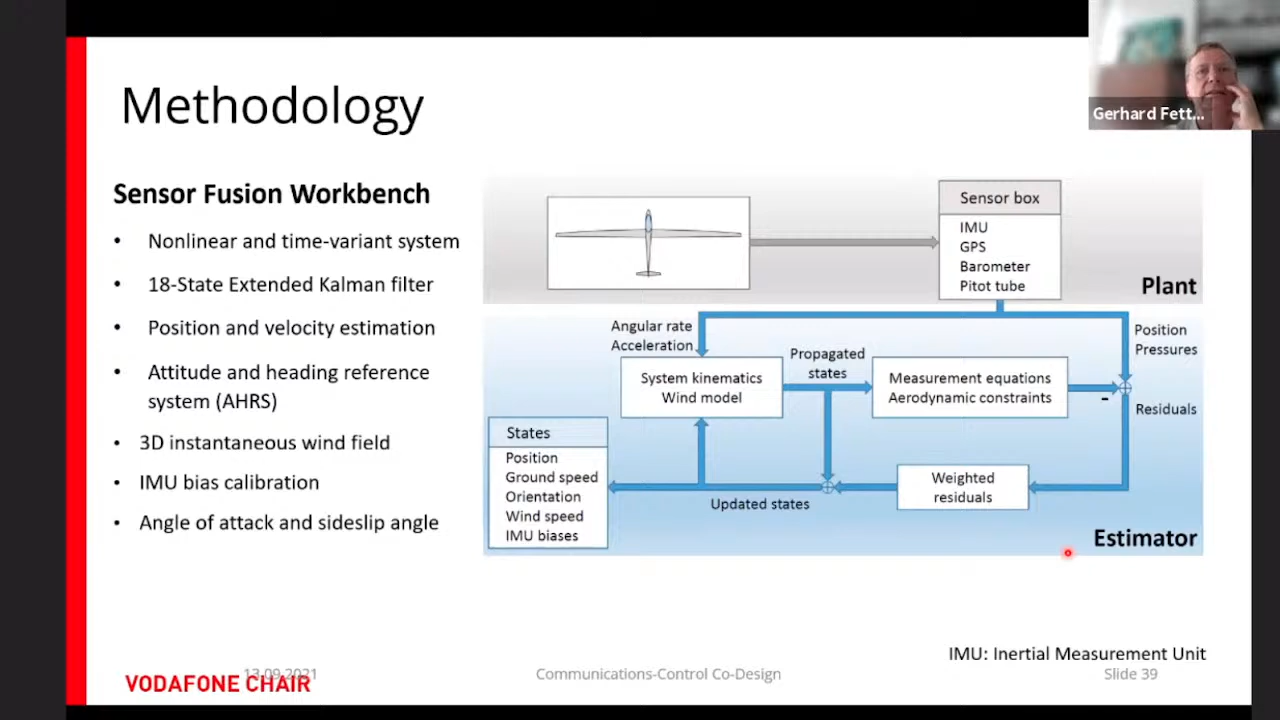 Methodology
Gerhard Fett...
Sensor Fusion Workbench
• Nonlinear and time-variant system
• 18-State Extended Kalman filter
• Position and velocity estimation
• Attitude and heading reference
system (AHRS)
• 3D instantaneous wind field
• IMU bias calibration
• Angle of attack and sideslip angle
Sensor box
IMU
GPS
Barometer
Pitot tube
Plant
Angular rate
Acceleration
Position
Pressures
System kinematics
Wind model
Propagated
states
Measurement equations
Aerodynamic constraints
-
Residuals
States
Position
Ground speed
Orientation
Wind speed
IMU biases
Updated states
Weighted
residuals
Estimator
IMU: Inertial Measurement Unit
13.09.2021
VODAFONE CHAIR
Communications-Control Co-Design
Slide 39